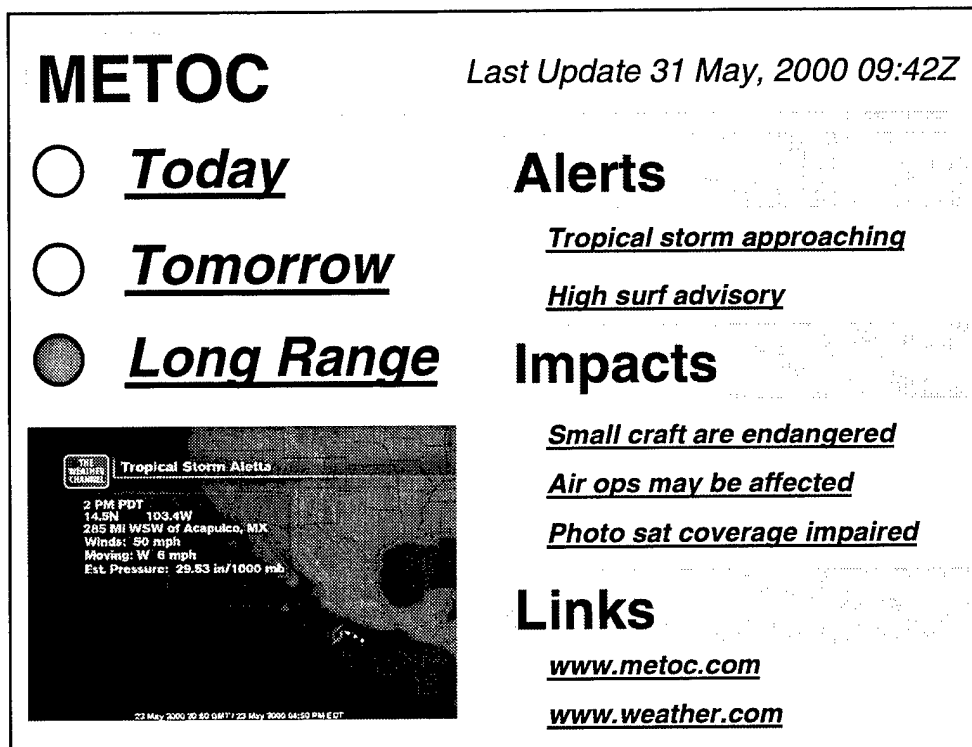 METOC
Last Update 31 May, 2000 09:42Z
Today
Tomorrow
Long Range
THE
WEATHER
CHANNEL
Tropical Storm Aletta
2 PM PDT
14.5N 103.4W
285 Mi WSW of Acapulco, MX
Winds: 50 mph
Moving: W 6 mph
Est. Pressure: 29.53 in/1000 mb
Alerts
Tropical storm approaching
High surf advisory
Impacts
Small craft are endangered
Air ops may be affected
Photo sat coverage impaired
Links
www.metoc.com
www.weather.com